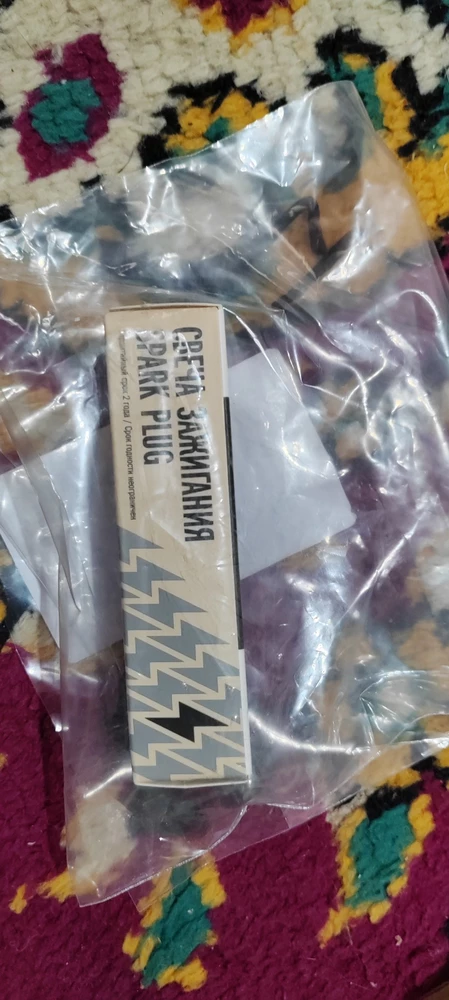 СВЕЧА ЗАЖИГАНИЯ
SPARK PLUG
срок 2 года / Срок годности неограничен